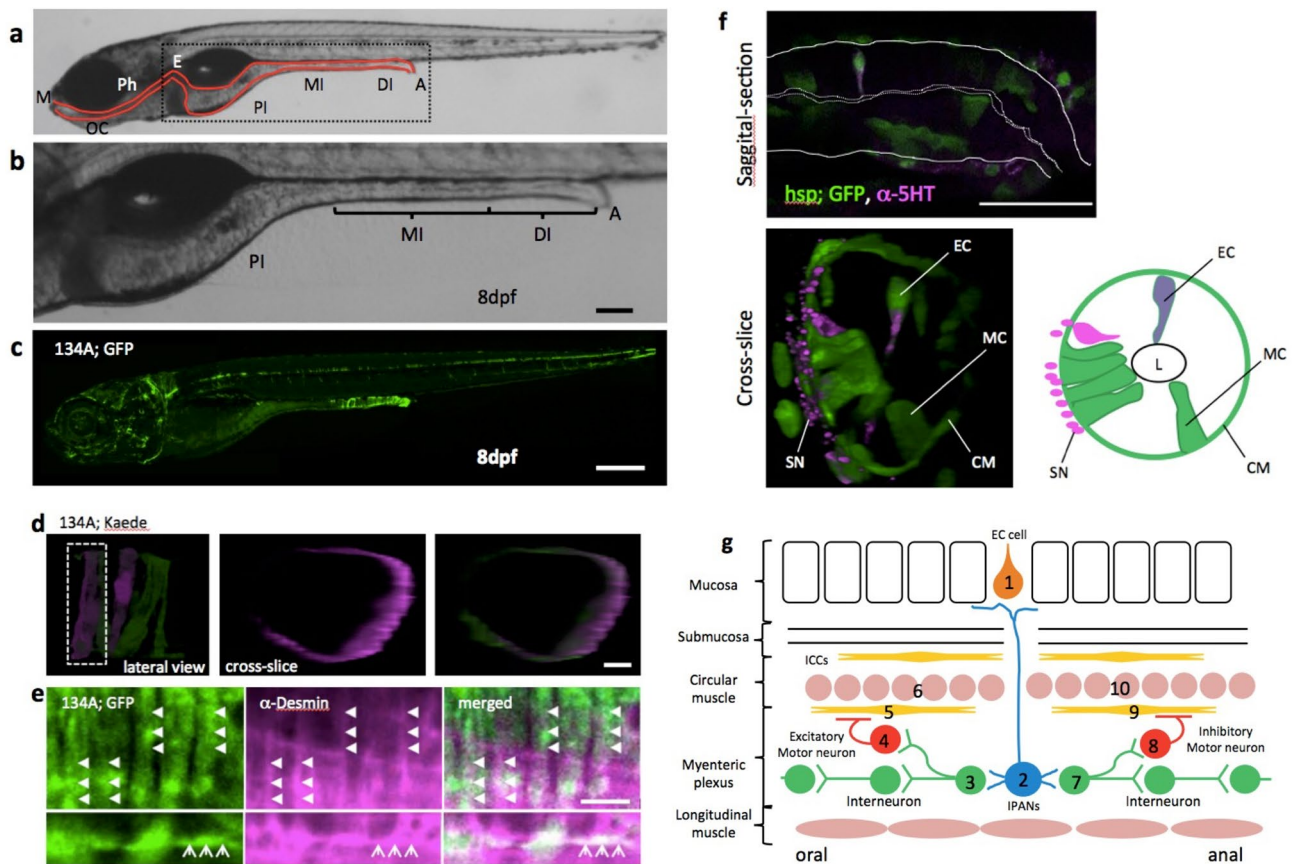 a
M
OC
Ph
E
PI
MI
DI
A
b
PI
MI
DI
A
8dpf
c
134A; GFP
8dpf
d
134A; Kaede
lateral view
cross-slice
e
134A; GFP
α-Desmin
merged
f
Saggital-section
hsp; GFP, α-5HT
Cross-slice
EC
MC
SN
CM
EC
L
MC
SN
CM
g
EC cell
Mucosa
1
Submucosa
ICCs
Circular
muscle
6
10
5
9
Excitatory
Motor neuron
4
8
Inhibitory
Motor neuron
Myenteric
plexus
3
2
7
Interneuron
IPANs
Interneuron
Longitudinal
muscle
oral
anal